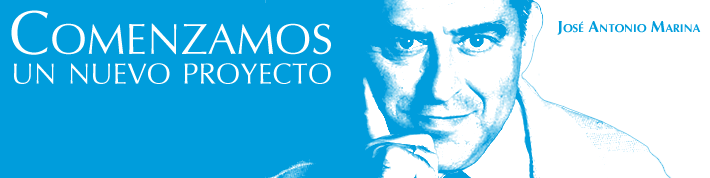 COMENZAMOS
UN NUEVO PROYECTO
JOSÉ ANTONIO MARINA